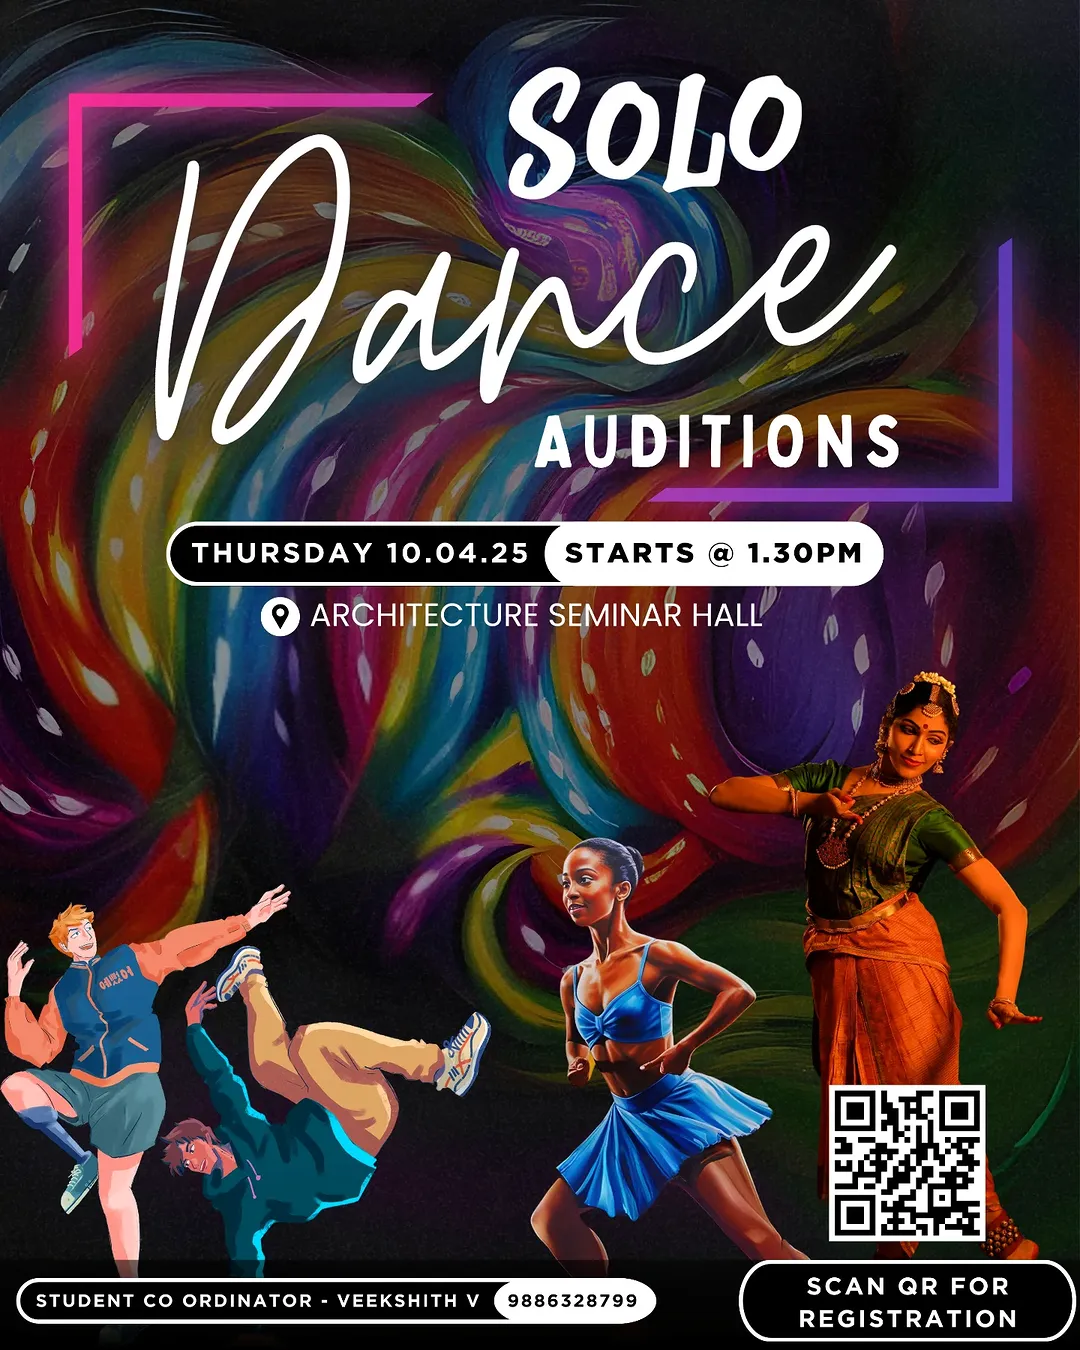 SOLO
Dance
AUDITIONS
THURSDAY 10.04.25 STARTS @ 1.30PM
ARCHITECTURE SEMINAR HALL
STUDENT CO ORDINATOR - VEEKSHITH V 9886328799
SCAN QR FOR
REGISTRATION